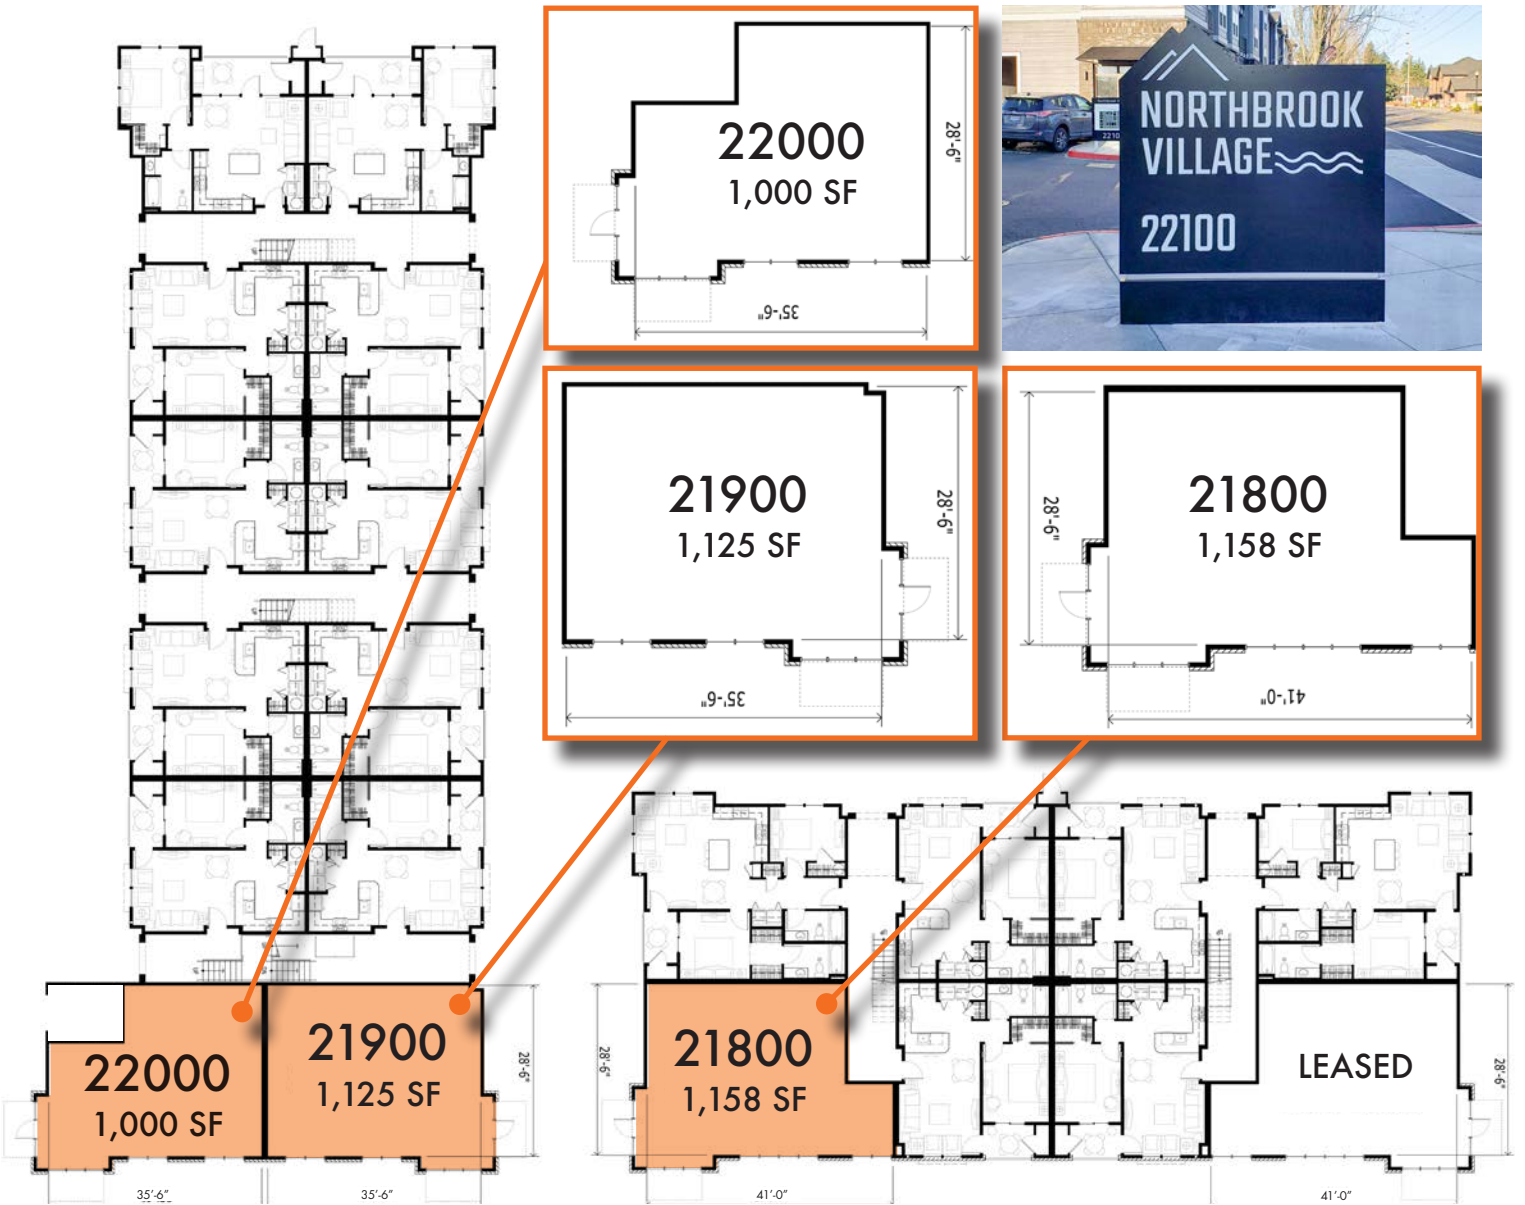 22000
1,000 SF
28'-6"
35'-6"
NORTHBROOK
VILLAGE
22100
21900
1,125 SF
28'-6"
35'-6"
21800
1,158 SF
28'-6"
41'-0"
22000
1,000 SF
21900
1,125 SF
28'-6"
35'-6"
35'-6"
28'-6"
21800
1,158 SF
41'-0"
LEASED
28'-6"
41'-0"